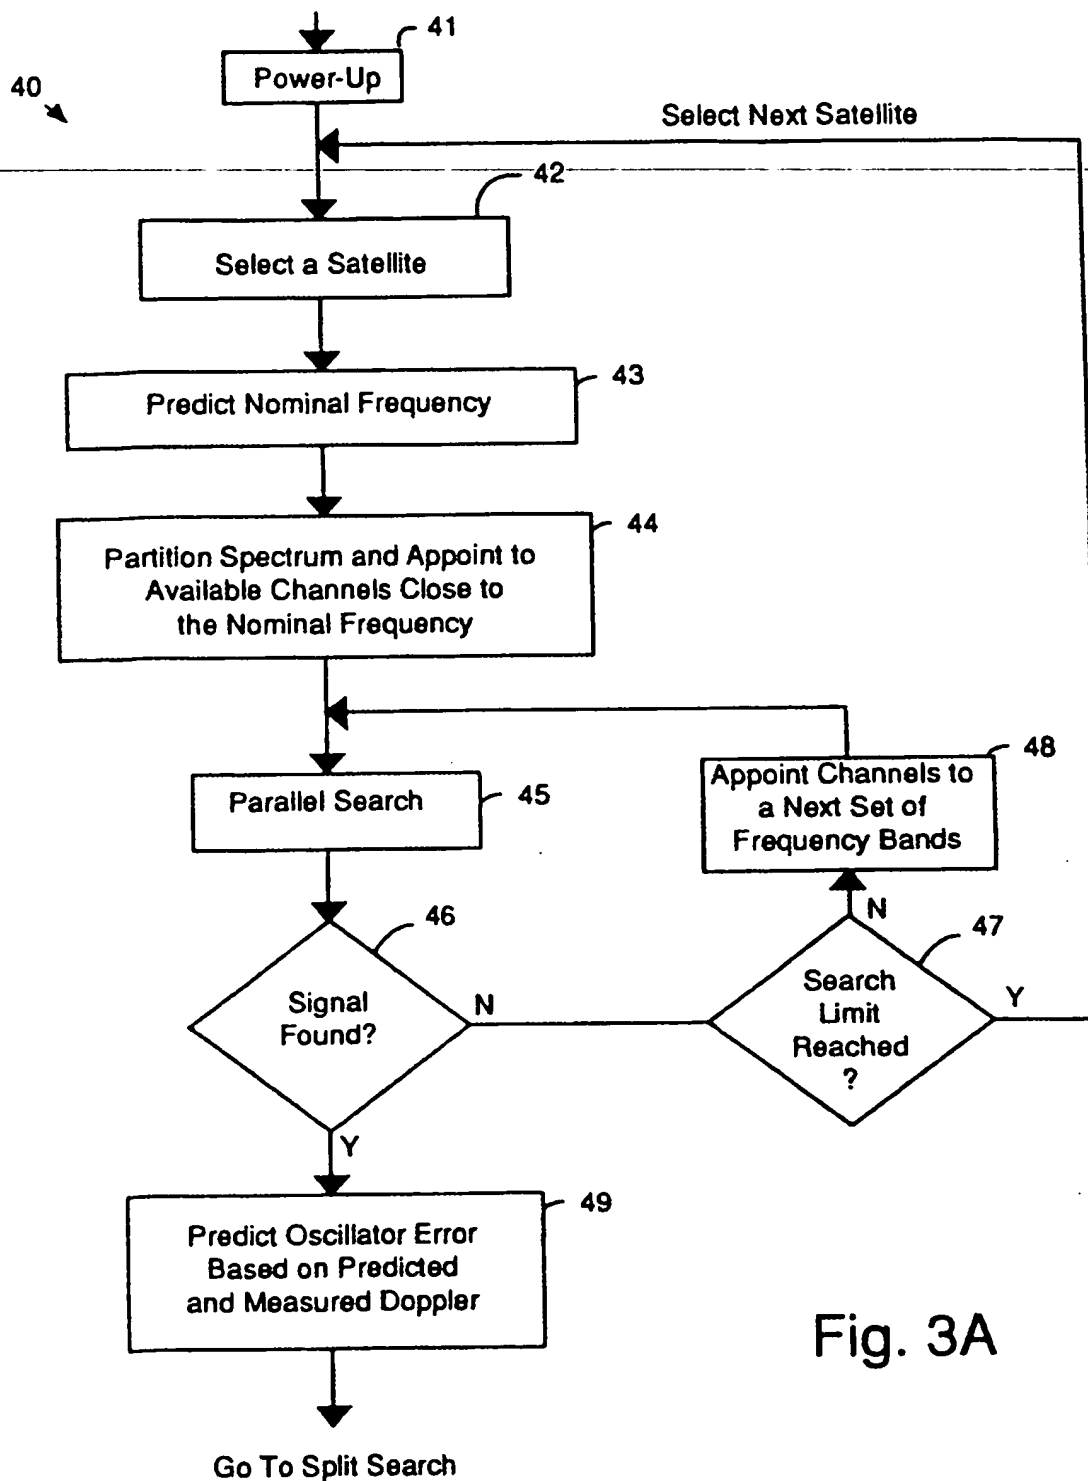 41
Power-Up
40
Select Next Satellite
42
Select a Satellite
43
Predict Nominal Frequency
44
Partition Spectrum and Appoint to
Available Channels Close to
the Nominal Frequency
48
Appoint Channels to
a Next Set of
Frequency Bands
Parallel Search
45
46
N
47
Signal
Found?
N
Search
Limit
Reached
?
Y
Y
49
Predict Oscillator Error
Based on Predicted
and Measured Doppler
Fig. 3A
Go To Split Search